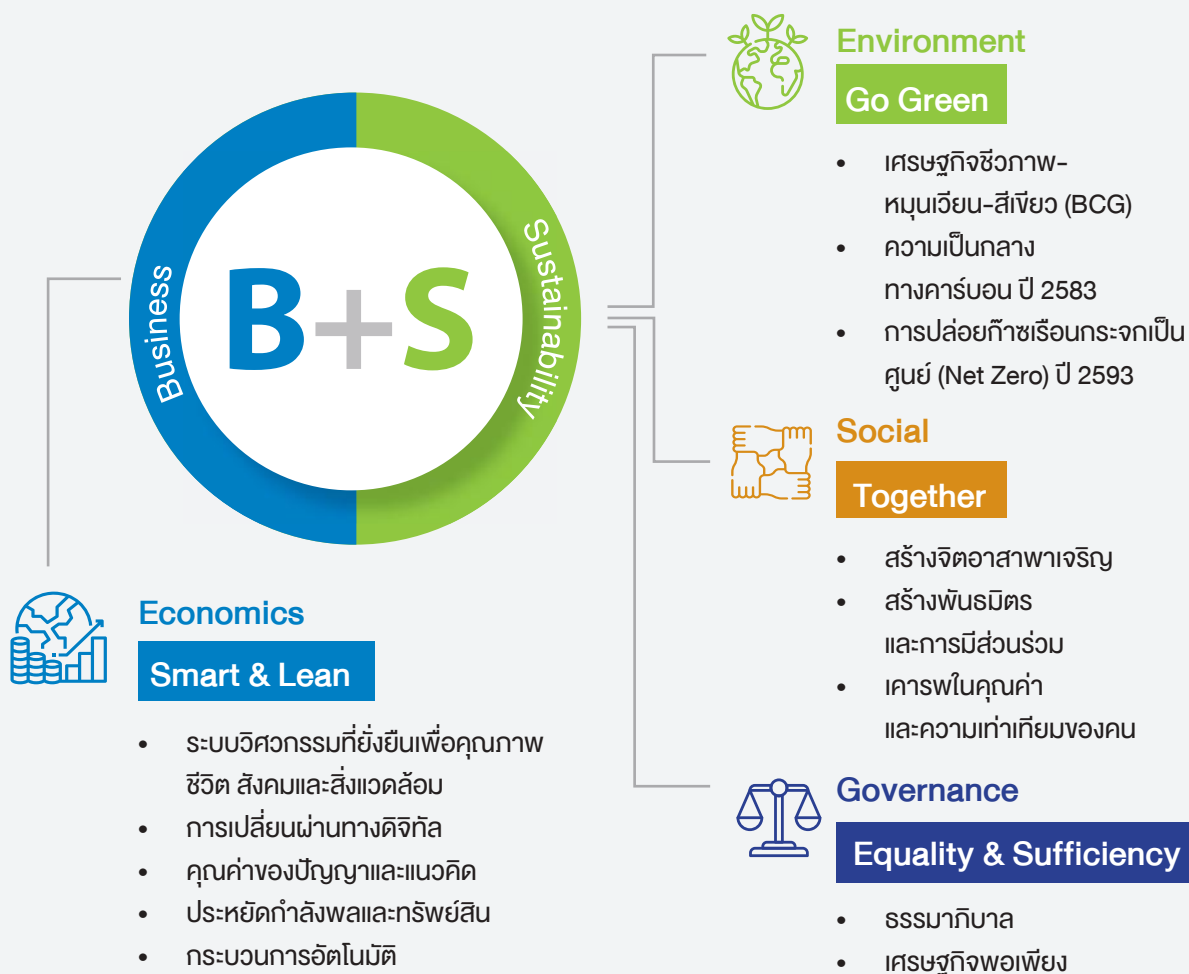 Business
Sustainability
B+S
Economics
Smart & Lean
• ระบบวิศวกรรมที่ยั่งยืนเพื่อคุณภาพ
ชีวิต สังคมและสิ่งแวดล้อม
• การเปลี่ยนผ่านทางดิจิทัล
• คุณค่าของปัญญาและแนวคิด
• ประหยัดกำลังพลและทรัพย์สิน
• กระบวนการอัตโนมัติ
Environment
Go Green
• เศรษฐกิจชีวภาพ-
หมุนเวียน-สีเขียว (BCG)
• ความเป็นกลาง
ทางคาร์บอน ปี 2583
• การปล่อยก๊าซเรือนกระจกเป็น
ศูนย์ (Net Zero) ปี 2593
Social
Together
• สร้างจิตอาสาพาเจริญ
• สร้างพันธมิตร
และการมีส่วนร่วม
• เคารพในคุณค่า
และความเท่าเทียมของคน
Governance
Equality & Sufficiency
• ธรรมาภิบาล
• เศรษฐกิจพอเพียง